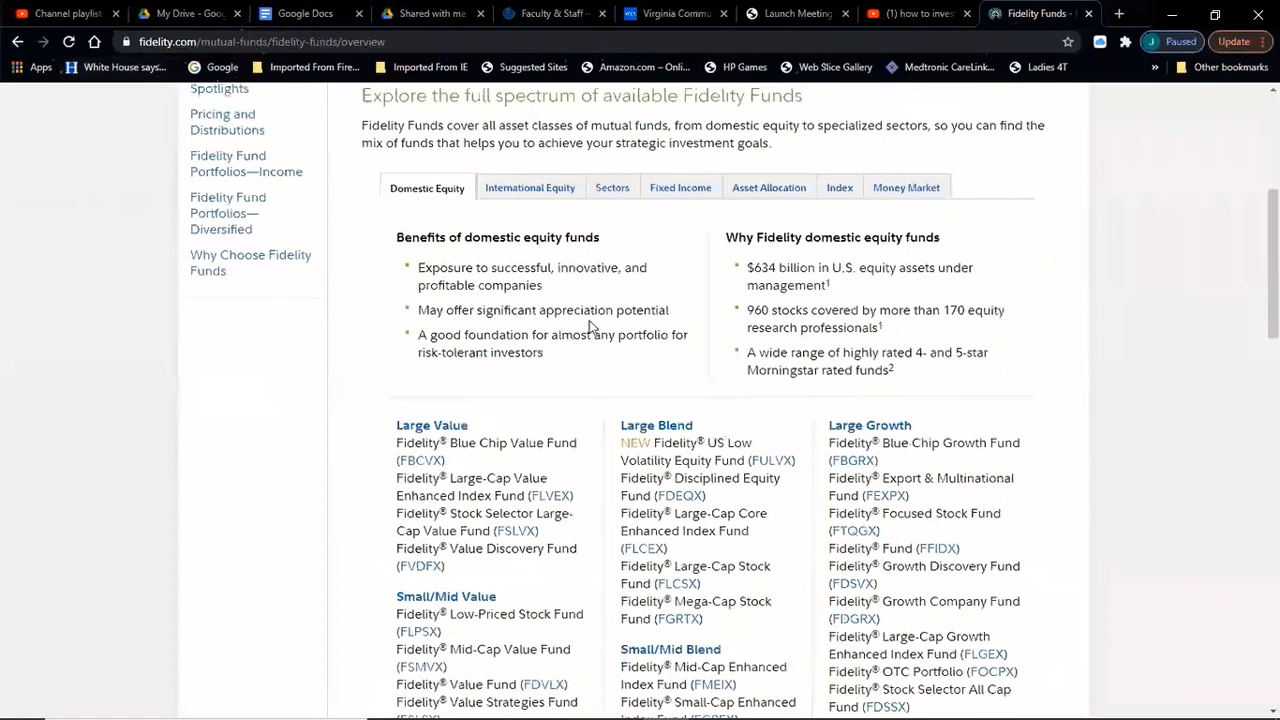 Channel playlist
My Drive - Goog
Google Docs
Shared with me
Faculty & Staff -
Virginia Commu
Launch Meeting
(1) how to inves
Fidelity Funds -
fidelity.com/mutual-funds/fidelity-funds/overview
Paused
Update
Apps
White House says...
Google
Imported From Fire...
Imported From IE
Suggested Sites
Amazon.com – Onli...
HP Games
Web Slice Gallery
Medtronic CareLink...
Ladies 4T
»
Other bookmarks
Spotlights
Pricing and
Distributions
Fidelity Fund
Portfolios—Income
Fidelity Fund
Portfolios—
Diversified
Why Choose Fidelity
Funds
Explore the full spectrum of available Fidelity Funds
Fidelity Funds cover all asset classes of mutual funds, from domestic equity to specialized sectors, so you can find the
mix of funds that helps you to achieve your strategic investment goals.
Domestic Equity
International Equity
Sectors
Fixed Income
Asset Allocation
Index
Money Market
Benefits of domestic equity funds
Exposure to successful, innovative, and
profitable companies
May offer significant appreciation potential
A good foundation for almost any portfolio for
risk-tolerant investors
Why Fidelity domestic equity funds
$634 billion in U.S. equity assets under
management¹
960 stocks covered by more than 170 equity
research professionals¹
A wide range of highly rated 4- and 5-star
Morningstar rated funds²
Large Value
Fidelity® Blue Chip Value Fund
(FBCVX)
Fidelity® Large-Cap Value
Enhanced Index Fund (FLVEX)
Fidelity® Stock Selector Large-
Cap Value Fund (FSLVX)
Fidelity® Value Discovery Fund
(FVDFX)
Small/Mid Value
Fidelity® Low-Priced Stock Fund
(FLPSX)
Fidelity® Mid-Cap Value Fund
(FSMVX)
Fidelity® Value Fund (FDVLX)
Fidelity® Value Strategies Fund
Large Blend
NEW Fidelity® US Low
Volatility Equity Fund (FULVX)
Fidelity® Disciplined Equity
Fund (FDEQX)
Fidelity® Large-Cap Core
Enhanced Index Fund
(FLCEX)
Fidelity® Large-Cap Stock
Fund (FLCSX)
Fidelity® Mega-Cap Stock
Fund (FGRTX)
Small/Mid Blend
Fidelity® Mid-Cap Enhanced
Index Fund (FMEIX)
Fidelity® Small-Cap Enhanced
Large Growth
Fidelity® Blue Chip Growth Fund
(FBGRX)
Fidelity® Export & Multinational
Fund (FEXPX)
Fidelity® Focused Stock Fund
(FTQGX)
Fidelity® Fund (FFIDX)
Fidelity® Growth Discovery Fund
(FDSVX)
Fidelity® Growth Company Fund
(FDGRX)
Fidelity® Large-Cap Growth
Enhanced Index Fund (FLGEX)
Fidelity® OTC Portfolio (FOCPX)
Fidelity® Stock Selector All Cap
Fund (FDSSX)